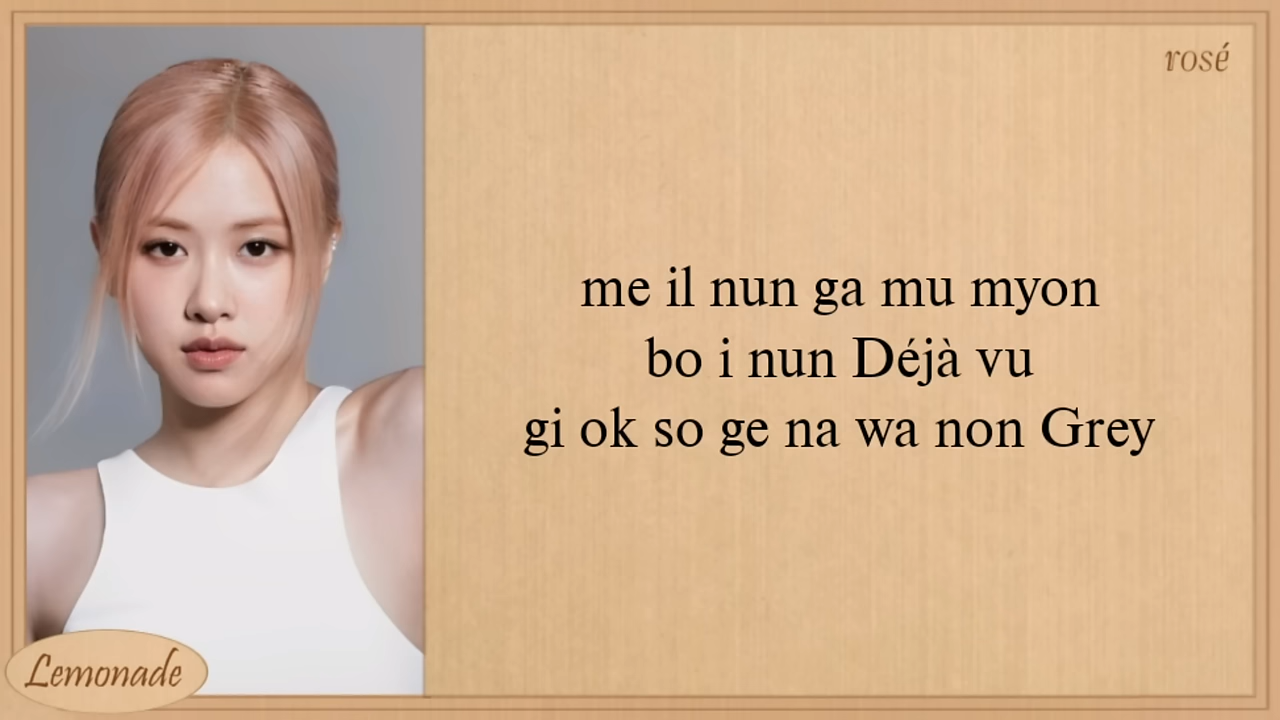 rosé
me il nun ga mu myon
bo i nun Déjà vu
gi ok so ge na wa non Grey
Lemonade